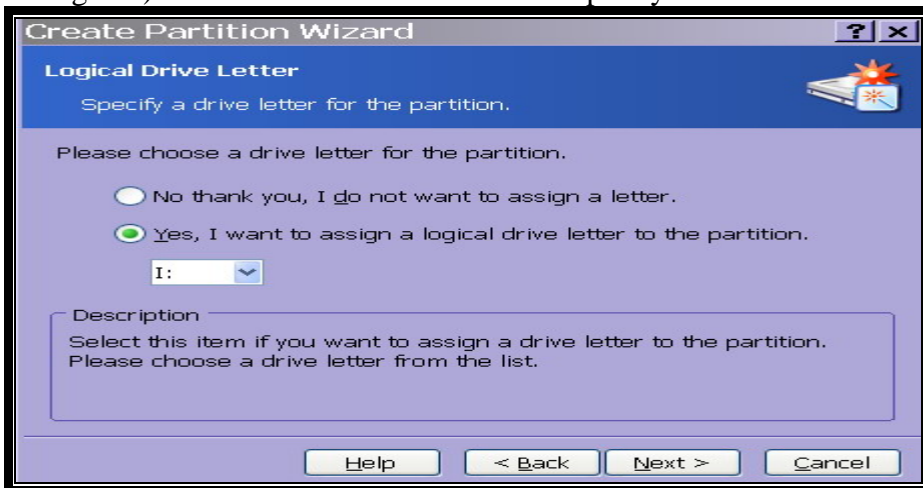 Create Partition Wizard
Logical Drive Letter
Specify a drive letter for the partition.
Please choose a drive letter for the partition.
No thank you, I do not want to assign a letter.
Yes, I want to assign a logical drive letter to the partition.
I:
Description
Select this item if you want to assign a drive letter to the partition.
Please choose a drive letter from the list.
Help
< Back
Next >
Cancel